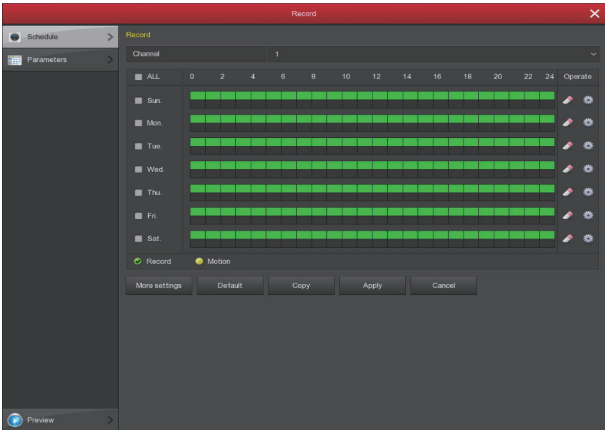 Record
Schedule
Parameters
Record
Channel 1
ALL 0 2 4 6 8 10 12 14 16 18 20 22 24 Operate
Sun.
Mon.
Tue.
Wed.
Thu.
Fri.
Sat.
Record Motion
More settings Default Copy Apply Cancel
Preview